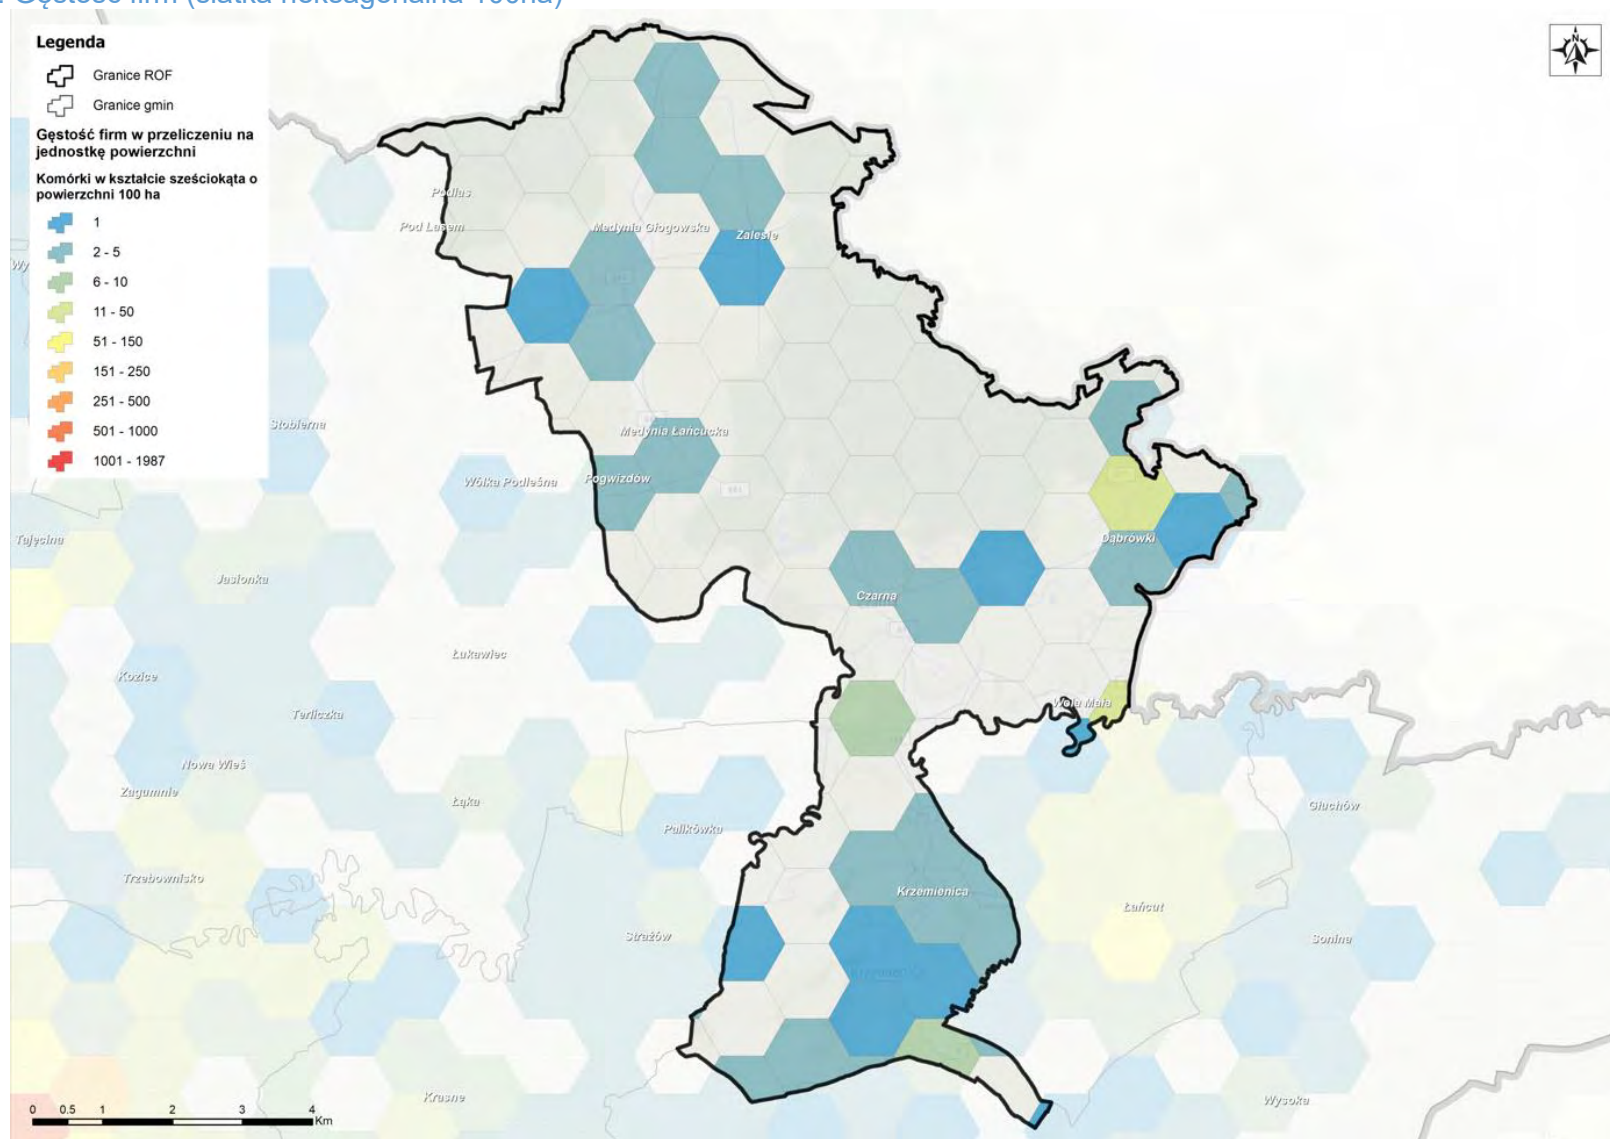 Gęstość firm (siatka heksagonalna 100ha)
Legenda
N
Granice ROF
Granice gmin
Gęstość firm w przeliczeniu na
jednostkę powierzchni
Komórki w kształcie sześciokąta o
powierzchni 100 ha
1
2 - 5
6 - 10
11 - 50
51 - 150
151 - 250
251 - 500
501 - 1000
1001 - 1987
Podlas
Pod Lasem
Medynia Głogowska
Zalesie
Wy
Stobierna
Medynia Łańcucka
Wólka Podleśna
Pogwizdów
Tajęcina
Dąbrówki
Jasionka
Czarna
Łukawiec
Kozice
Wola Mała
Terliczka
Nowa Wieś
Zagumnie
Łąka
Głuchów
Palikówka
Trzebownisko
Krzemienica
Łańcut
Strażów
Sonina
Krasne
Wysoka
0 0.5 1 2 3 4
Km